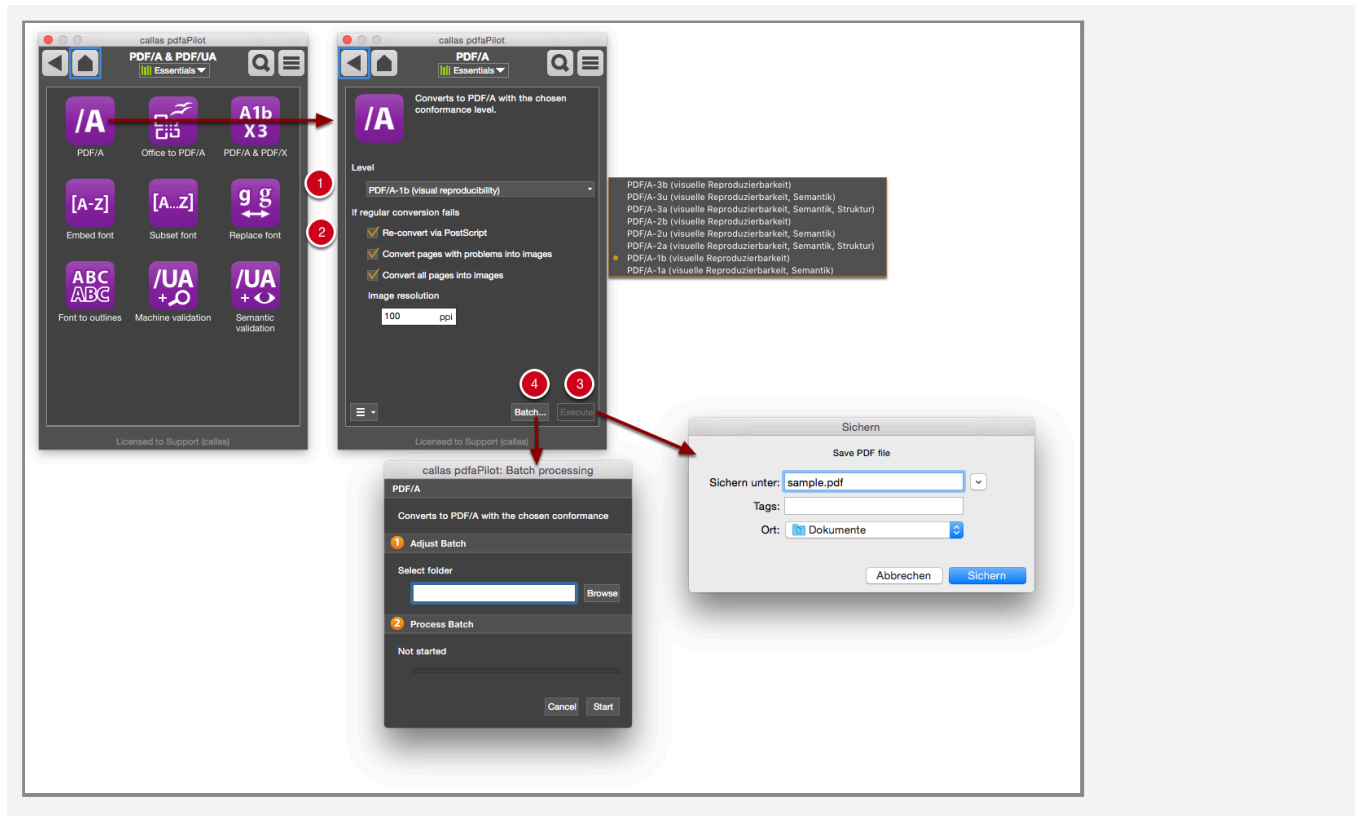 callas pdfaPilot
PDF/A & PDF/UA
Essentials
/A
PDF/A
Office to PDF/A
A1b
X3
PDF/A & PDF/X
[A-Z]
Embed font
[A...Z]
Subset font
g g
Replace font
ABC
ABC
Font to outlines
/UA
+
Machine validation
/UA
+
Semantic
validation
Licensed to Support (callas)
callas pdfaPilot
PDF/A
Essentials
/A
Converts to PDF/A with the chosen
conformance level.
Level
1
PDF/A-1b (visual reproducibility)
If regular conversion fails
2
Re-convert via PostScript
Convert pages with problems into images
Convert all pages into images
Image resolution
100 ppi
4
3
Batch...
Execute
Licensed to Support (callas)
PDF/A-3b (visuelle Reproduzierbarkeit)
PDF/A-3u (visuelle Reproduzierbarkeit, Semantik)
PDF/A-3a (visuelle Reproduzierbarkeit, Semantik, Struktur)
PDF/A-2b (visuelle Reproduzierbarkeit)
PDF/A-2u (visuelle Reproduzierbarkeit, Semantik)
PDF/A-2a (visuelle Reproduzierbarkeit, Semantik, Struktur)
PDF/A-1b (visuelle Reproduzierbarkeit)
PDF/A-1a (visuelle Reproduzierbarkeit, Semantik)
callas pdfaPilot: Batch processing
PDF/A
Converts to PDF/A with the chosen conformance
1 Adjust Batch
Select folder
Browse
2 Process Batch
Not started
Cancel
Start
Sichern
Save PDF file
Sichern unter: sample.pdf
Tags:
Ort: Dokumente
Abbrechen
Sichern